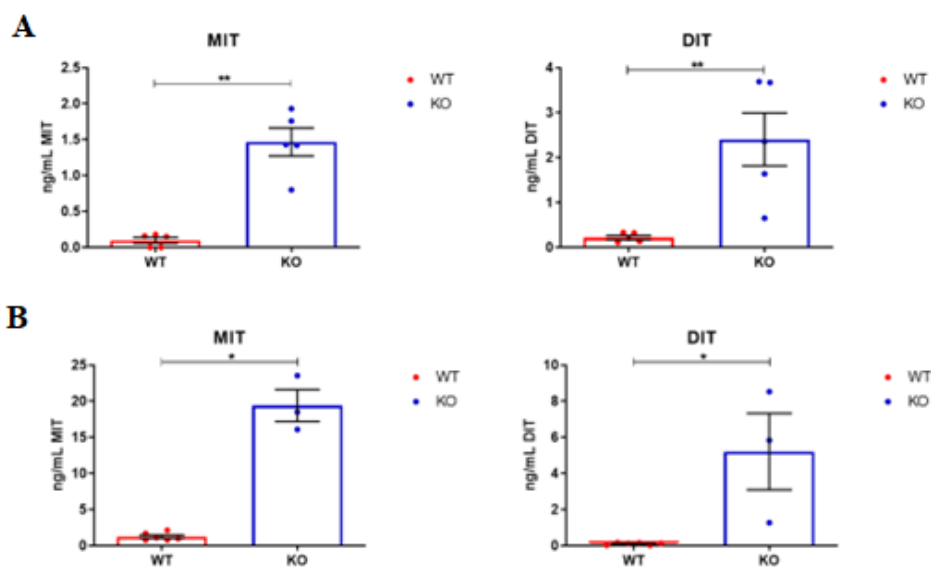 A
MIT
DIT
2.5
2.0
1.5
1.0
0.5
0.0
ng/mL MIT
**
WT
KO
WT
KO
4
3
2
1
0
ng/mL DIT
**
WT
KO
WT
KO
B
MIT
DIT
25
20
15
10
5
0
ng/mL MIT
*
WT
KO
WT
KO
10
8
6
4
2
0
ng/mL DIT
*
WT
KO
WT
KO